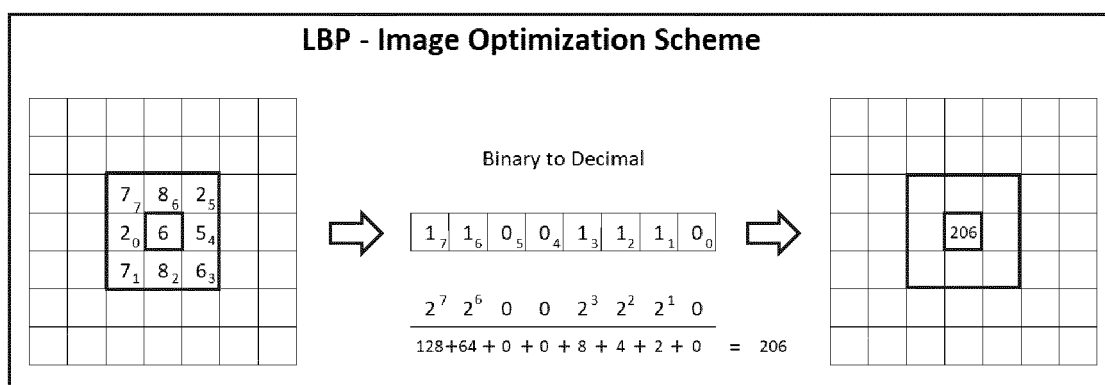 LBP - Image Optimization Scheme
Binary to Decimal
7₇ 8₆ 2₅
2₀ 6 5₄
7₁ 8₂ 6₃
1₇ 1₆ 0₅ 0₄ 1₃ 1₂ 1₁ 0₀
206
2⁷ 2⁶ 0 0 2³ 2² 2¹ 0
128+64 + 0 + 0 + 8 + 4 + 2 + 0 = 206